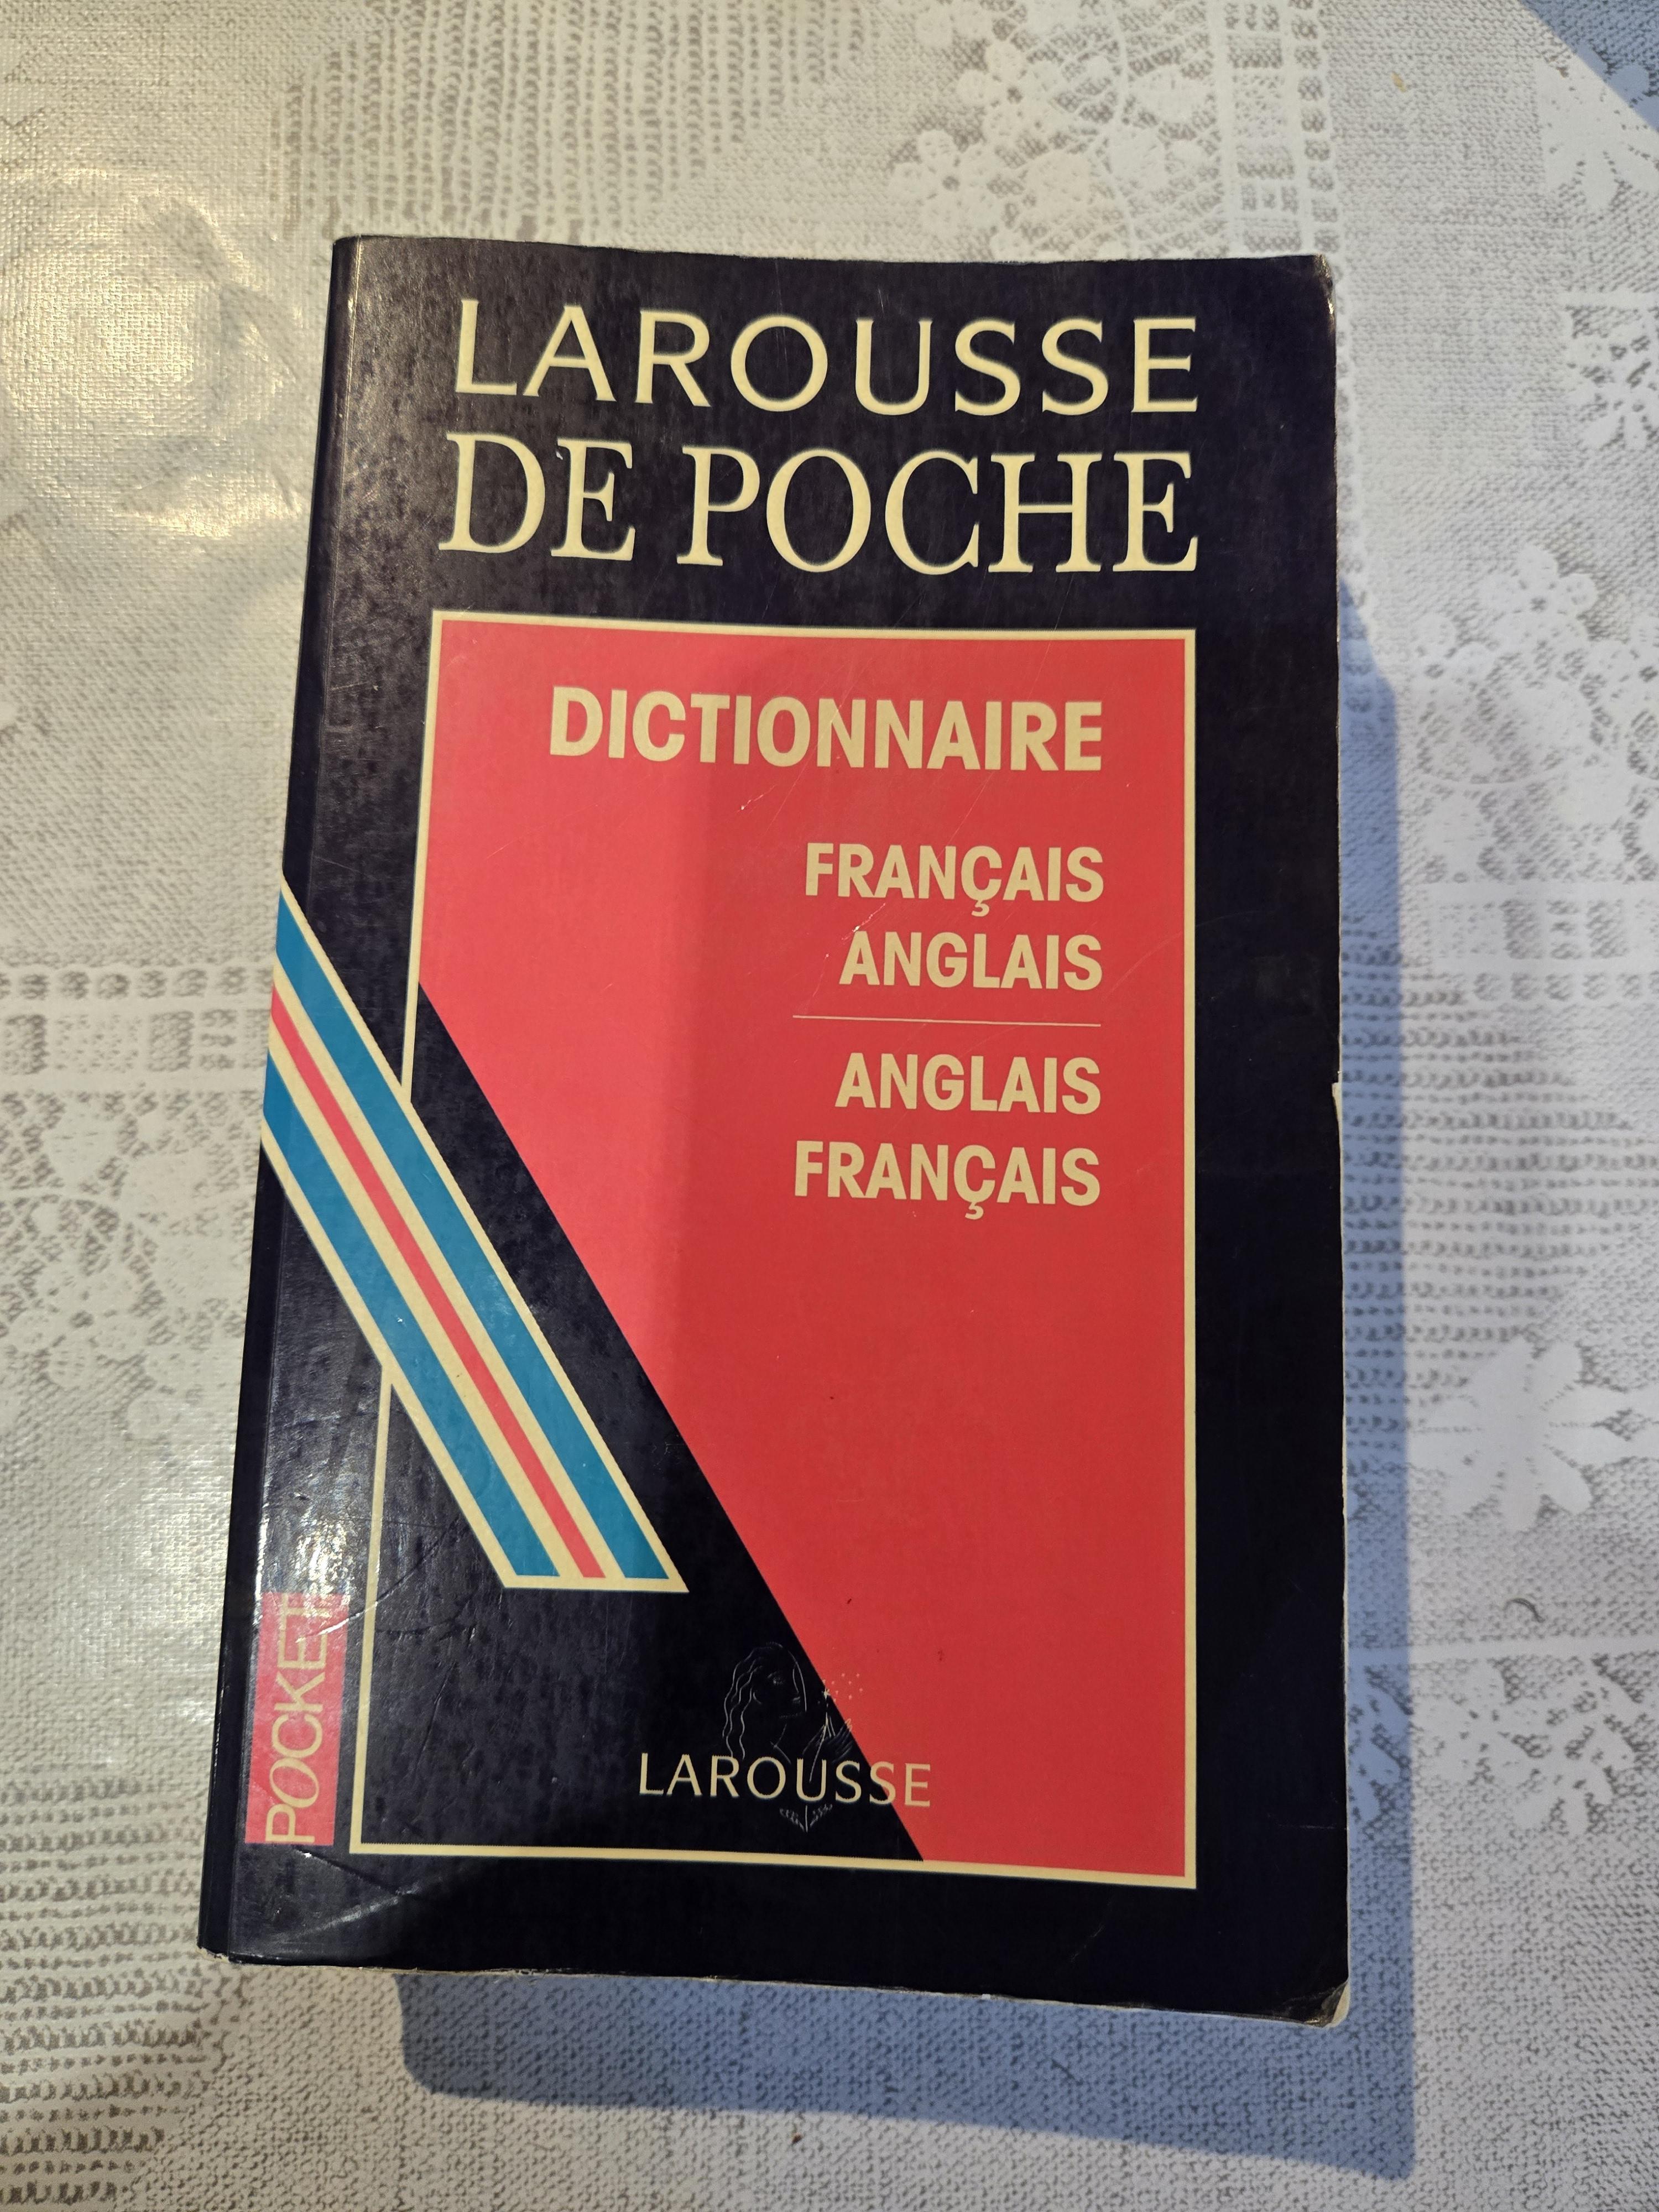 LAROUSSE
DE POCHE
DICTIONNAIRE
FRANÇAIS
ANGLAIS
ANGLAIS
FRANÇAIS
POCKET
LAROUSSE